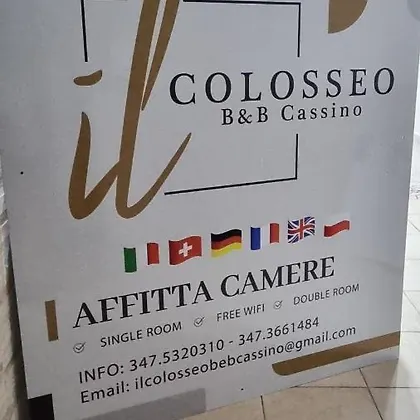 il
COLOSSEO
B&B Cassino
AFFITTA CAMERE
SINGLE ROOM FREE WIFI DOUBLE ROOM
INFO: 347.5320310 - 347.3661484
Email: ilcolosseobebcassino@gmail.com